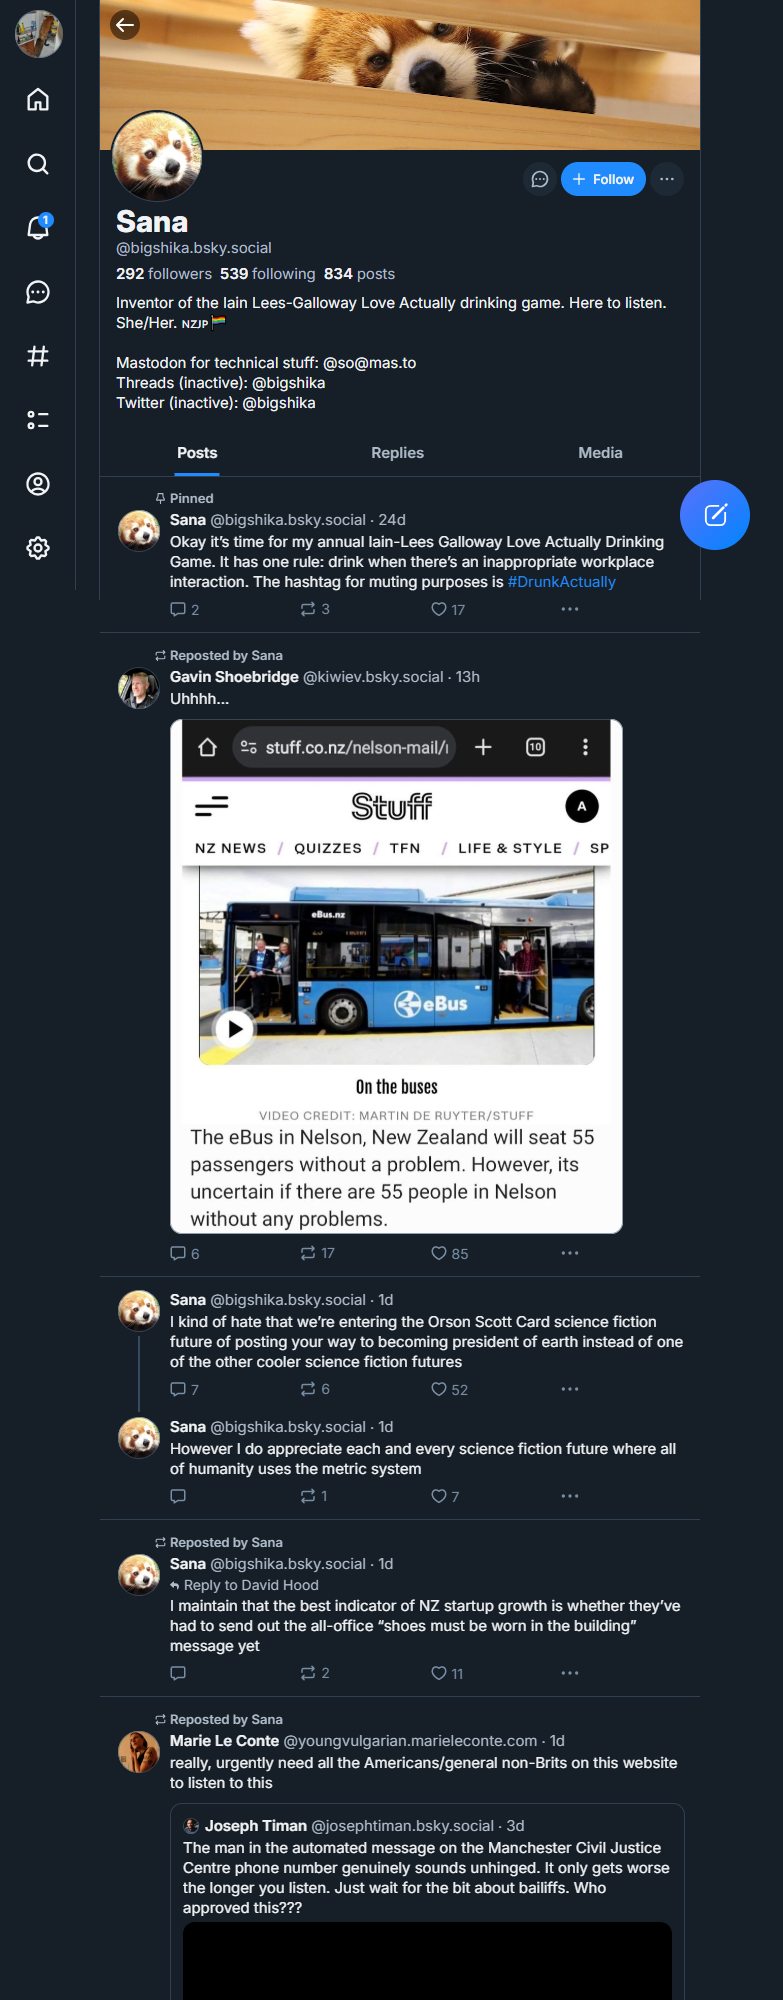 + Follow
Sana
@bigshika.bsky.social
292 followers 539 following 834 posts
Inventor of the Iain Lees-Galloway Love Actually drinking game. Here to listen.
She/Her. NZJP🏳️‍🌈
Mastodon for technical stuff: @so@mas.to
Threads (inactive): @bigshika
Twitter (inactive): @bigshika
1
Posts Replies Media
Pinned
Sana @bigshika.bsky.social · 24d
Okay it’s time for my annual Iain-Lees Galloway Love Actually Drinking
Game. It has one rule: drink when there’s an inappropriate workplace
interaction. The hashtag for muting purposes is #DrunkActually
2 3 17 ...
Reposted by Sana
Gavin Shoebridge @kiwiev.bsky.social · 13h
Uhhhh...
stuff.co.nz/nelson-mail/ 10
Stuff A
NZ NEWS / QUIZZES / TFN / LIFE & STYLE / SP
eBus.nz
eBus
On the buses
VIDEO CREDIT: MARTIN DE RUYTER/STUFF
The eBus in Nelson, New Zealand will seat 55
passengers without a problem. However, its
uncertain if there are 55 people in Nelson
without any problems.
6 17 85 ...
Sana @bigshika.bsky.social · 1d
I kind of hate that we’re entering the Orson Scott Card science fiction
future of posting your way to becoming president of earth instead of one
of the other cooler science fiction futures
7 6 52 ...
Sana @bigshika.bsky.social · 1d
However I do appreciate each and every science fiction future where all
of humanity uses the metric system
1 7 ...
Reposted by Sana
Sana @bigshika.bsky.social · 1d
Reply to David Hood
I maintain that the best indicator of NZ startup growth is whether they’ve
had to send out the all-office “shoes must be worn in the building”
message yet
2 11 ...
Reposted by Sana
Marie Le Conte @youngvulgarian.marieleconte.com · 1d
really, urgently need all the Americans/general non-Brits on this website
to listen to this
Joseph Timan @josephtiman.bsky.social · 3d
The man in the automated message on the Manchester Civil Justice
Centre phone number genuinely sounds unhinged. It only gets worse
the longer you listen. Just wait for the bit about bailiffs. Who
approved this???